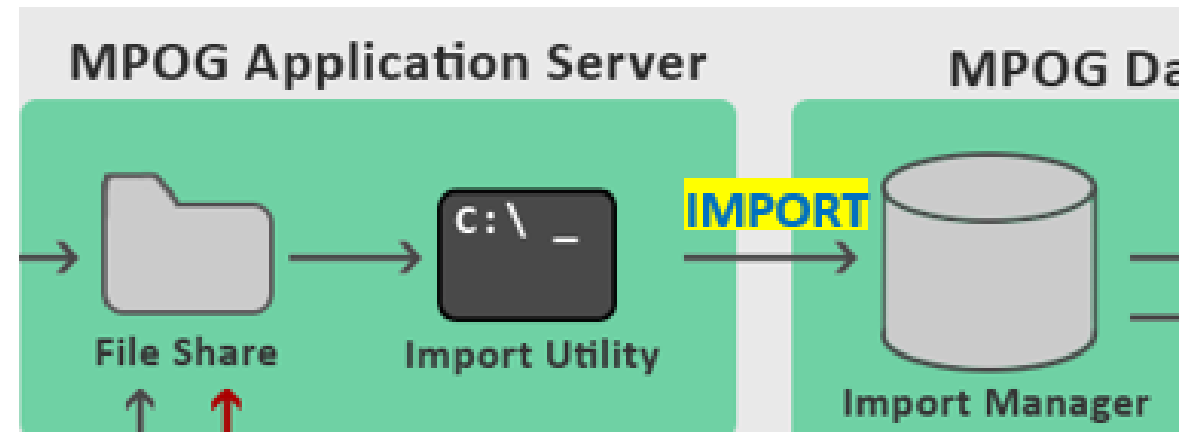 MPOG Application Server
MPOG Da
C:\ _
IMPORT
File Share
Import Utility
Import Manager